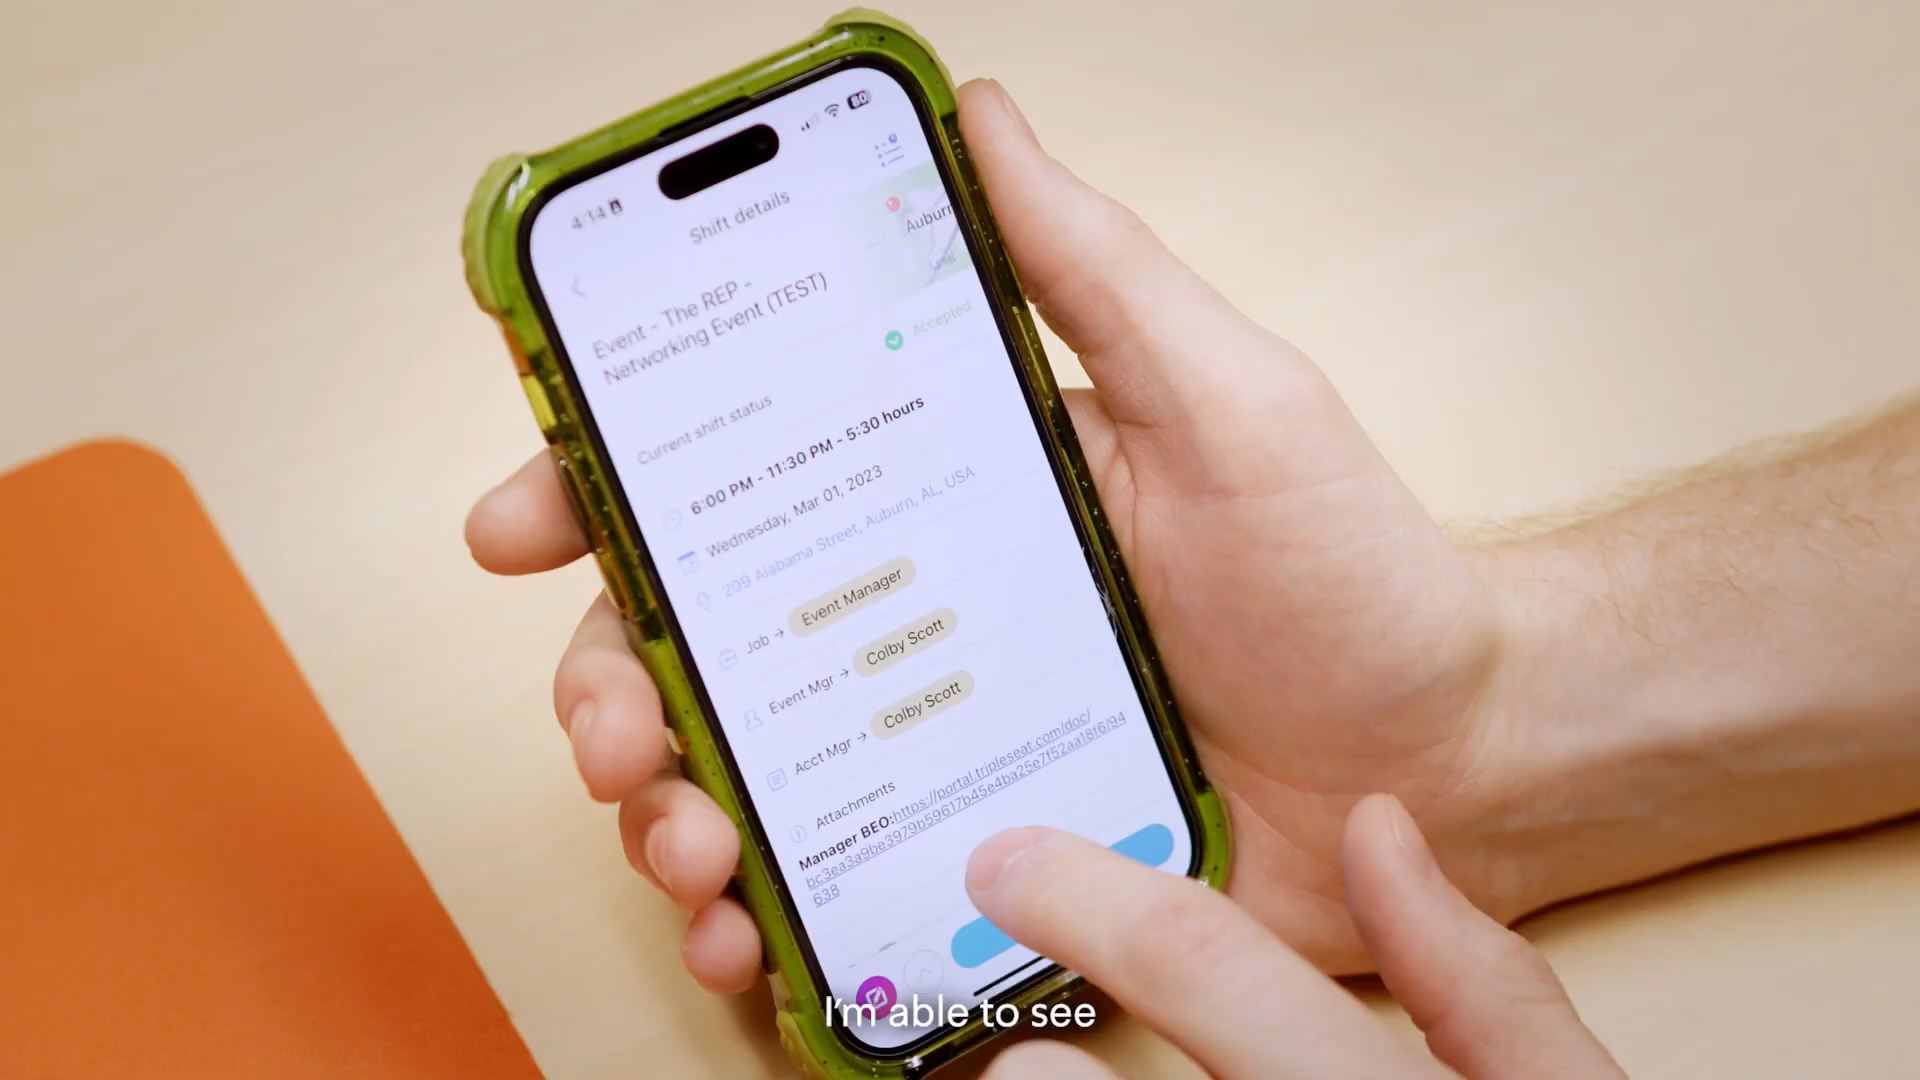 4:14
80
Shift details
Auburn
Event - The REP -
Networking Event (TEST)
Accepted
Current shift status
6:00 PM - 11:30 PM - 5:30 hours
Wednesday, Mar 01, 2023
209 Alabama Street, Auburn, AL, USA
Job → Event Manager
Event Mgr → Colby Scott
Acct Mgr → Colby Scott
Attachments
Manager BEO:https://portal.tripleseat.com/doc/
bc3ea3a9be3979b59617b45e4ba25e7f52aa18f6/94
638
I'm able to see